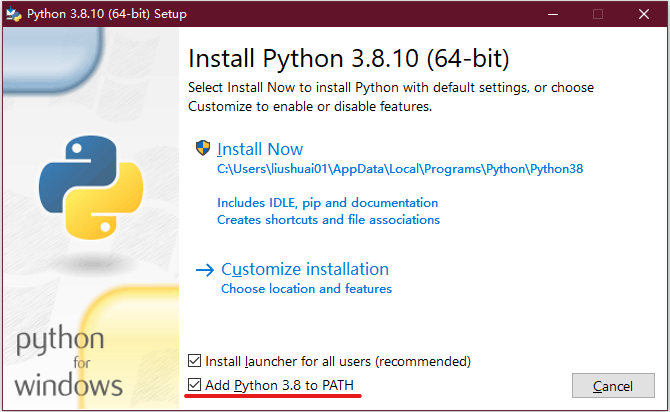 Python 3.8.10 (64-bit) Setup
Install Python 3.8.10 (64-bit)
Select Install Now to install Python with default settings, or choose
Customize to enable or disable features.
Install Now
C:\Users\liushuai01\AppData\Local\Programs\Python\Python38
Includes IDLE, pip and documentation
Creates shortcuts and file associations
Customize installation
Choose location and features
python
for
windows
Install launcher for all users (recommended)
Add Python 3.8 to PATH
Cancel